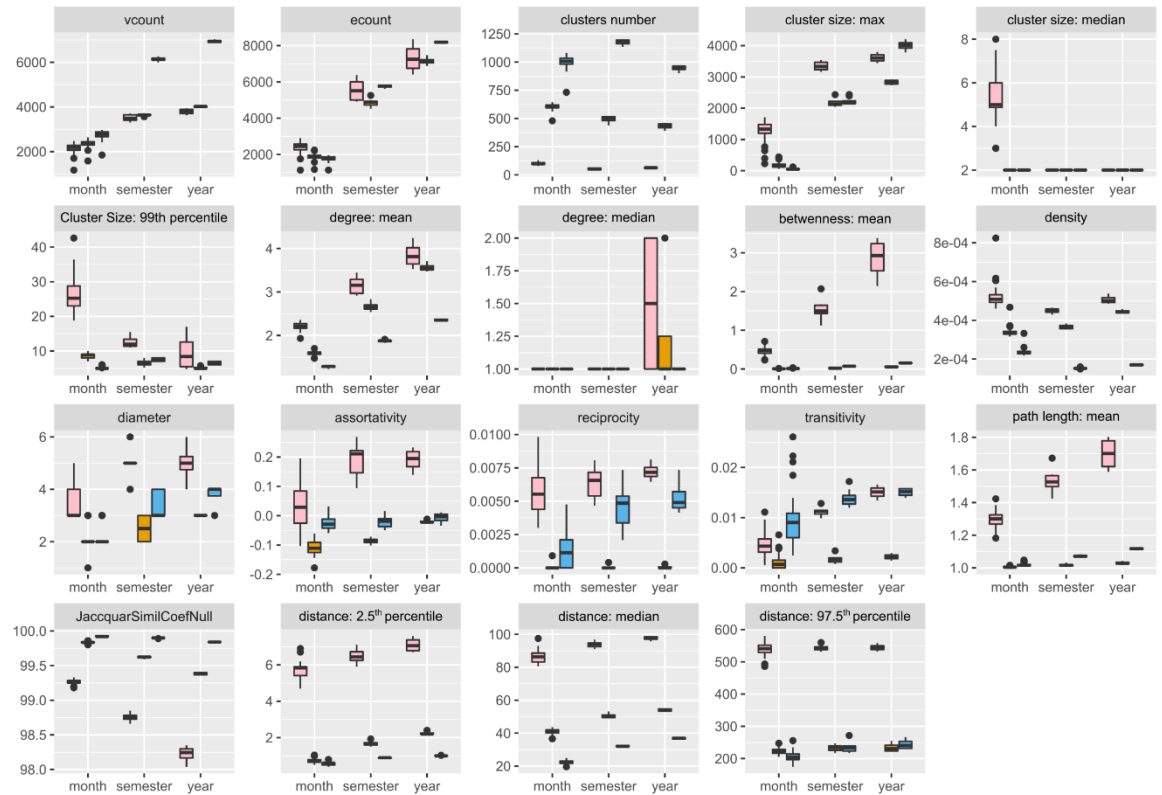 vcount ecount clusters number cluster size: max cluster size: median
6000
4000
2000
month semester year
8000
6000
4000
2000
month semester year
1250
1000
750
500
250
0
month semester year
4000
3000
2000
1000
0
month semester year
8
6
4
2
month semester year
Cluster Size: 99th percentile degree: mean degree: median betwenness: mean density
40
30
20
10
month semester year
4
3
2
month semester year
2.00
1.75
1.50
1.25
1.00
month semester year
3
2
1
0
month semester year
8e-04
6e-04
4e-04
2e-04
month semester year
diameter assortativity reciprocity transitivity path length: mean
6
4
2
month semester year
0.2
0.1
0.0
-0.1
-0.2
month semester year
0.0100
0.0075
0.0050
0.0025
0.0000
month semester year
0.02
0.01
0.00
month semester year
1.8
1.6
1.4
1.2
1.0
month semester year
JacquarSimilCoefNull distance: 2.5th percentile distance: median distance: 97.5th percentile
100.0
99.5
99.0
98.5
98.0
month semester year
6
4
2
month semester year
100
80
60
40
20
month semester year
600
500
400
300
200
month semester year